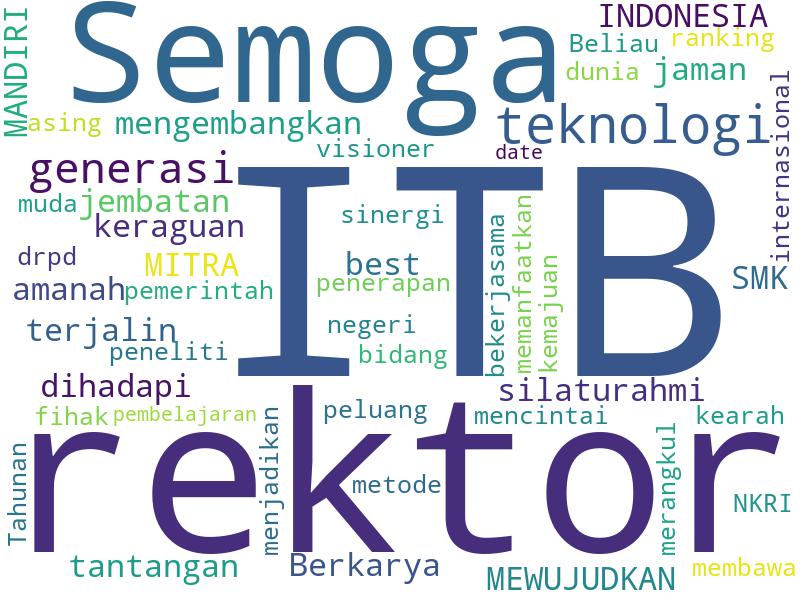 MANDIRI
Semoga
INDONESIA
Beliau
ranking
dunia
jaman
asing
mengembangkan
teknologi
internasional
visioner
date
generasi
ITB
muda
jembatan
keraguan
sinergi
bekerjasama
memanfaatkan
kemajuan
drpd
MITRA
best
SMK
amanah
pemerintah
penerapan
terjalin
negeri
peneliti
bidang
dihadapi
silaturahmi
fihak
pembelajaran
peluang
mencintai
kearah
rektor
Tahunan
menjadikan
metode
merangkul
NKRI
tantangan
Berkarya
MEWUJUDKAN
membawa